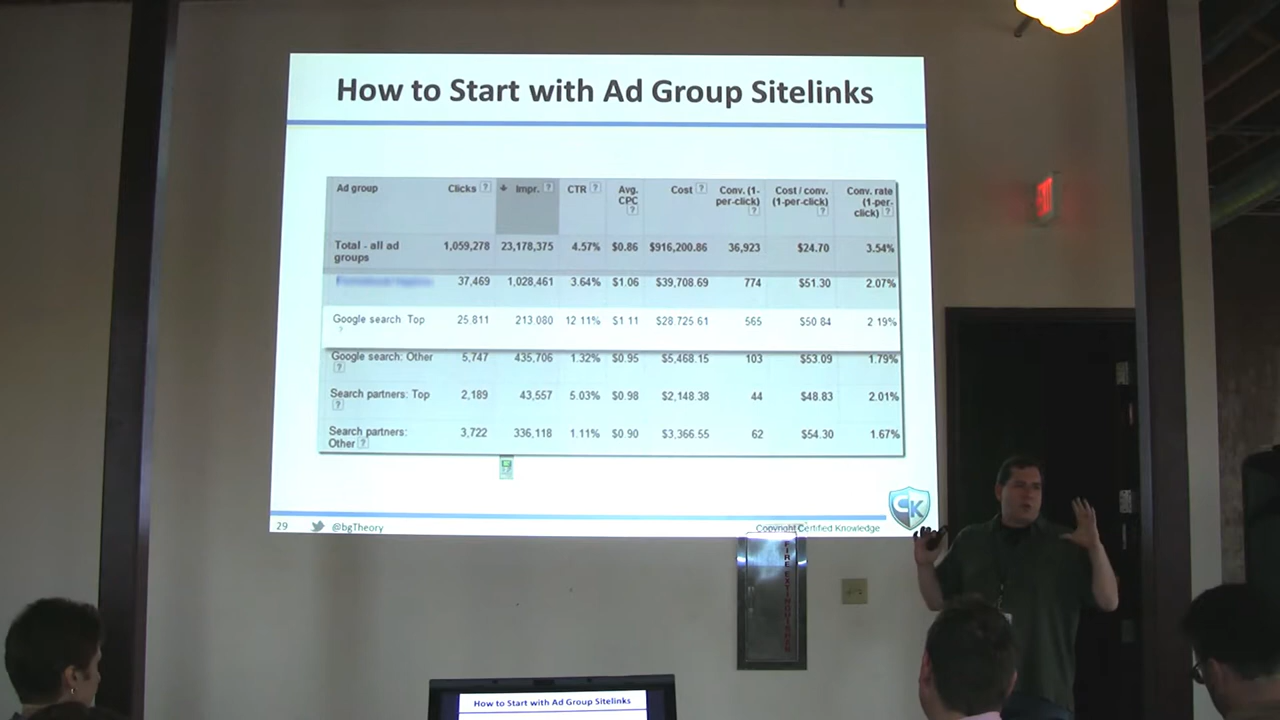 How to Start with Ad Group Sitelinks
Ad group Clicks ? Impr. ? CTR ? Avg. CPC ? Cost ? Conv. (1-per-click) ? Cost / conv. (1-per-click) ? Conv. rate (1-per-click) ?
Total - all ad groups 1,059,278 23,178,375 4.57% $0.86 $916,200.86 36,923 $24.70 3.54%
37,469 1,028,461 3.64% $1.06 $39,708.69 774 $51.30 2.07%
Google search Top ? 25 811 213 080 12 11% $1 11 $28 725 61 565 $50 84 2 19%
Google search: Other ? 5,747 435,706 1.32% $0.95 $5,468.15 103 $53.09 1.79%
Search partners: Top ? 2,189 43,557 5.03% $0.98 $2,148.38 44 $48.83 2.01%
Search partners: Other ? 3,722 336,118 1.11% $0.90 $3,366.55 62 $54.30 1.67%
29 @bgTheory Copyright Certified Knowledge
CK
EXIT
FIRE EXTINGUISHER
How to Start with Ad Group Sitelinks